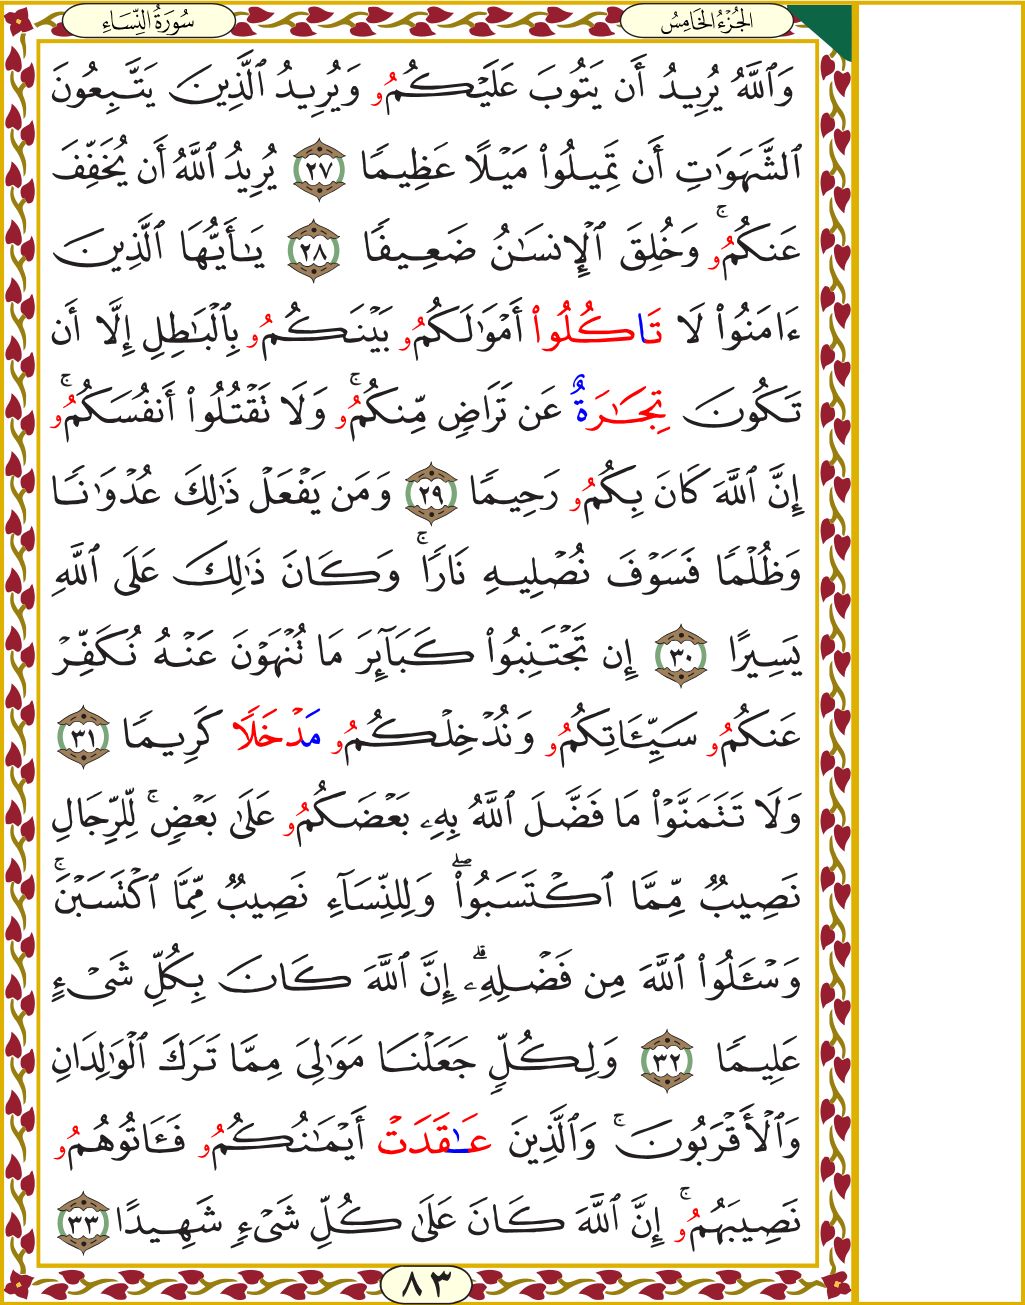 سُورَةُ النِّسَاءِ
الجُزْءُ الخَامِسُ
وَٱللَّهُ يُرِيدُ أَن يَتُوبَ عَلَيْكُمُۥ وَيُرِيدُ ٱلَّذِينَ يَتَّبِعُونَ
ٱلشَّهَوَٰتِ أَن تَمِيلُوا۟ مَيْلًا عَظِيمًا ٢٧ يُرِيدُ ٱللَّهُ أَن يُخَفِّفَ
عَنكُمُۥۚ وَخُلِقَ ٱلْإِنسَٰنُ ضَعِيفًا ٢٨ يَٰأَيُّهَا ٱلَّذِينَ
ءَامَنُوا۟ لَا تَاكُلُوا۟ أَمْوَٰلَكُمُۥ بَيْنَكُمُۥ بِٱلْبَٰطِلِ إِلَّا أَن
تَكُونَ تِجَٰرَةٌ عَن تَرَاضٍ مِّنكُمُۥۚ وَلَا تَقْتُلُوا۟ أَنفُسَكُمُۥۚ
إِنَّ ٱللَّهَ كَانَ بِكُمُۥ رَحِيمًا ٢٩ وَمَن يَفْعَلْ ذَٰلِكَ عُدْوَٰنًا
وَظُلْمًا فَسَوْفَ نُصْلِيهِ نَارًاۚ وَكَانَ ذَٰلِكَ عَلَى ٱللَّهِ
يَسِيرًا ٣٠ إِن تَجْتَنِبُوا۟ كَبَآئِرَ مَا تُنْهَوْنَ عَنْهُ نُكَفِّرْ
عَنكُمُۥ سَيِّـَٔاتِكُمُۥ وَنُدْخِلْكُمُۥ مَدْخَلًا كَرِيمًا ٣١
وَلَا تَتَمَنَّوْا۟ مَا فَضَّلَ ٱللَّهُ بِهِۦ بَعْضَكُمُۥ عَلَىٰ بَعْضٍۚ لِّلرِّجَالِ
نَصِيبٌ مِّمَّا ٱكْتَسَبُوا۟ۖ وَلِلنِّسَآءِ نَصِيبٌ مِّمَّا ٱكْتَسَبْنَۚ
وَسْـَٔلُوا۟ ٱللَّهَ مِن فَضْلِهِۦۗ إِنَّ ٱللَّهَ كَانَ بِكُلِّ شَىْءٍ
عَلِيمًا ٣٢ وَلِكُلٍّ جَعَلْنَا مَوَٰلِىَ مِمَّا تَرَكَ ٱلْوَٰلِدَانِ
وَٱلْأَقْرَبُونَۚ وَٱلَّذِينَ عَٰقَدَتْ أَيْمَٰنُكُمُۥ فَـَٔاتُوهُمُۥ
نَصِيبَهُمُۥۚ إِنَّ ٱللَّهَ كَانَ عَلَىٰ كُلِّ شَىْءٍ شَهِيدًا ٣٣
٨٣